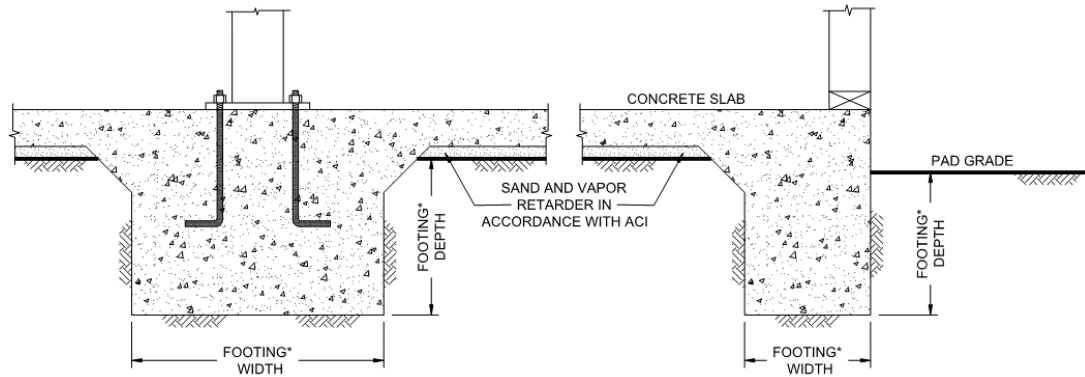 CONCRETE SLAB
PAD GRADE
SAND AND VAPOR
RETARDER IN
ACCORDANCE WITH ACI
FOOTING*
DEPTH
FOOTING*
DEPTH
FOOTING*
WIDTH
FOOTING*
WIDTH